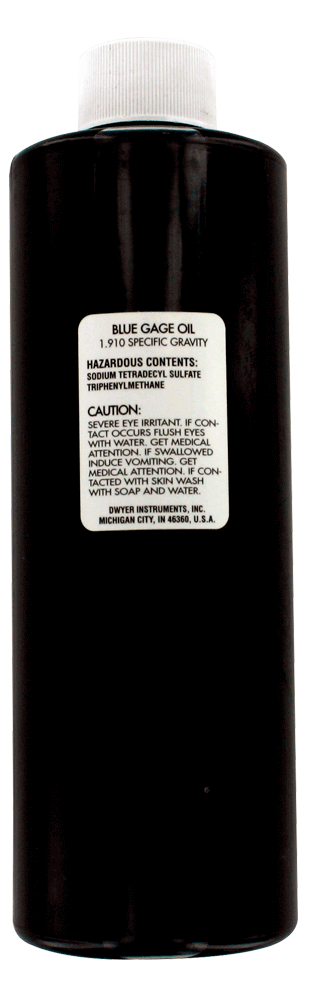 BLUE GAGE OIL
1.910 SPECIFIC GRAVITY
HAZARDOUS CONTENTS:
SODIUM TETRADECYL SULFATE
TRIPHENYLMETHANE
CAUTION:
SEVERE EYE IRRITANT. IF CON-
TACT OCCURS FLUSH EYES
WITH WATER. GET MEDICAL
ATTENTION. IF SWALLOWED
INDUCE VOMITING. GET
MEDICAL ATTENTION. IF CON-
TACTED WITH SKIN WASH
WITH SOAP AND WATER.
DWYER INSTRUMENTS, INC.
MICHIGAN CITY, IN 46360, U.S.A.